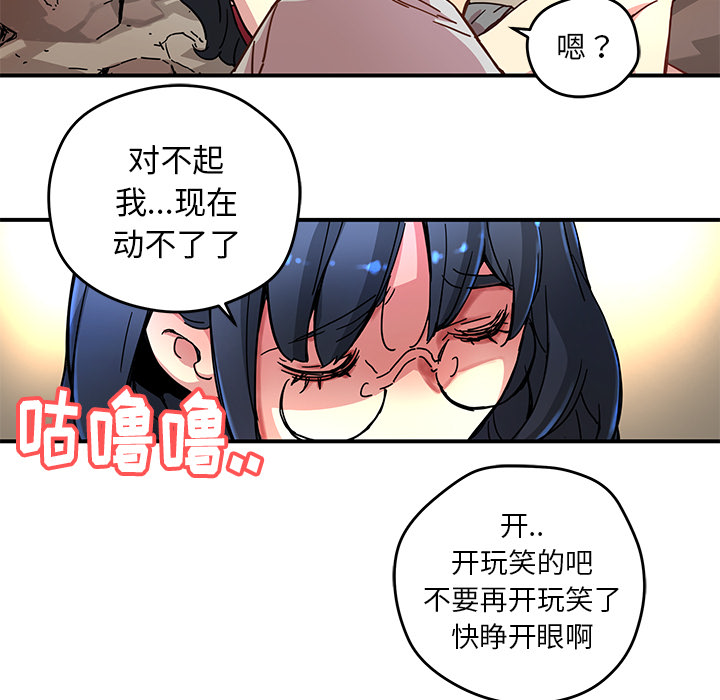 嗯？
对不起
我...现在
动不了了
咕噜噜..
开..
开玩笑的吧
不要再开玩笑了
快睁开眼啊